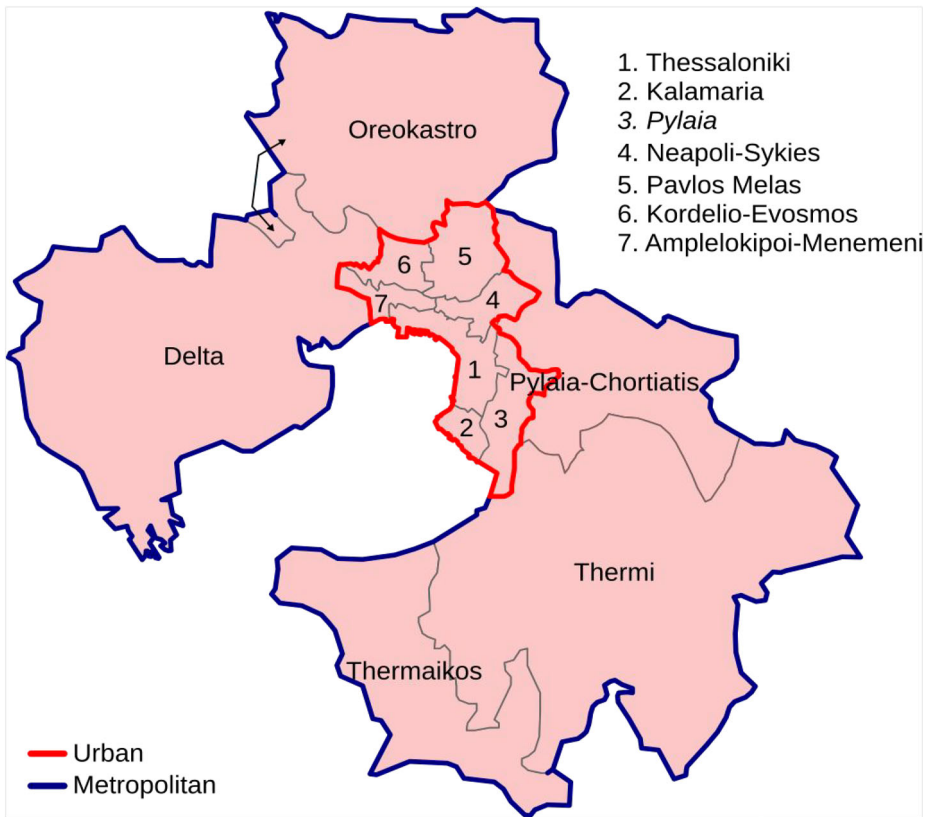 1. Thessaloniki
2. Kalamaria
3. Pylaia
4. Neapoli-Sykies
5. Pavlos Melas
6. Kordelio-Evosmos
7. Amplelokipoi-Menemeni
Oreokastro
5
6
7
4
Delta
1
Pylaia-Chortiatis
2
3
Thermi
Thermaikos
Urban
Metropolitan